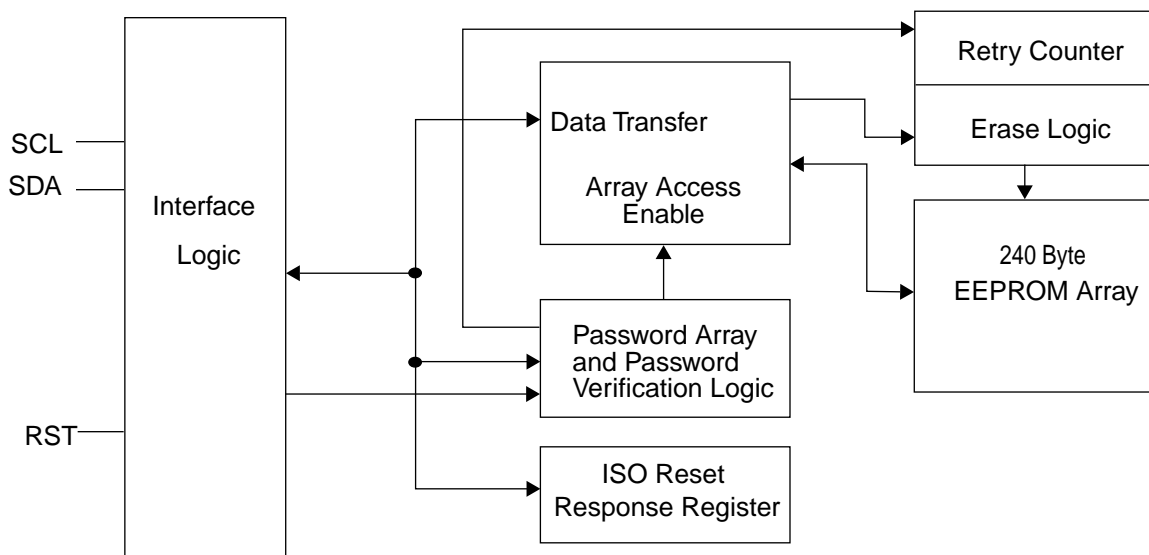 SCL
SDA
RST
Interface
Logic
Data Transfer
Array Access
Enable
Password Array
and Password
Verification Logic
ISO Reset
Response Register
Retry Counter
Erase Logic
240 Byte
EEPROM Array